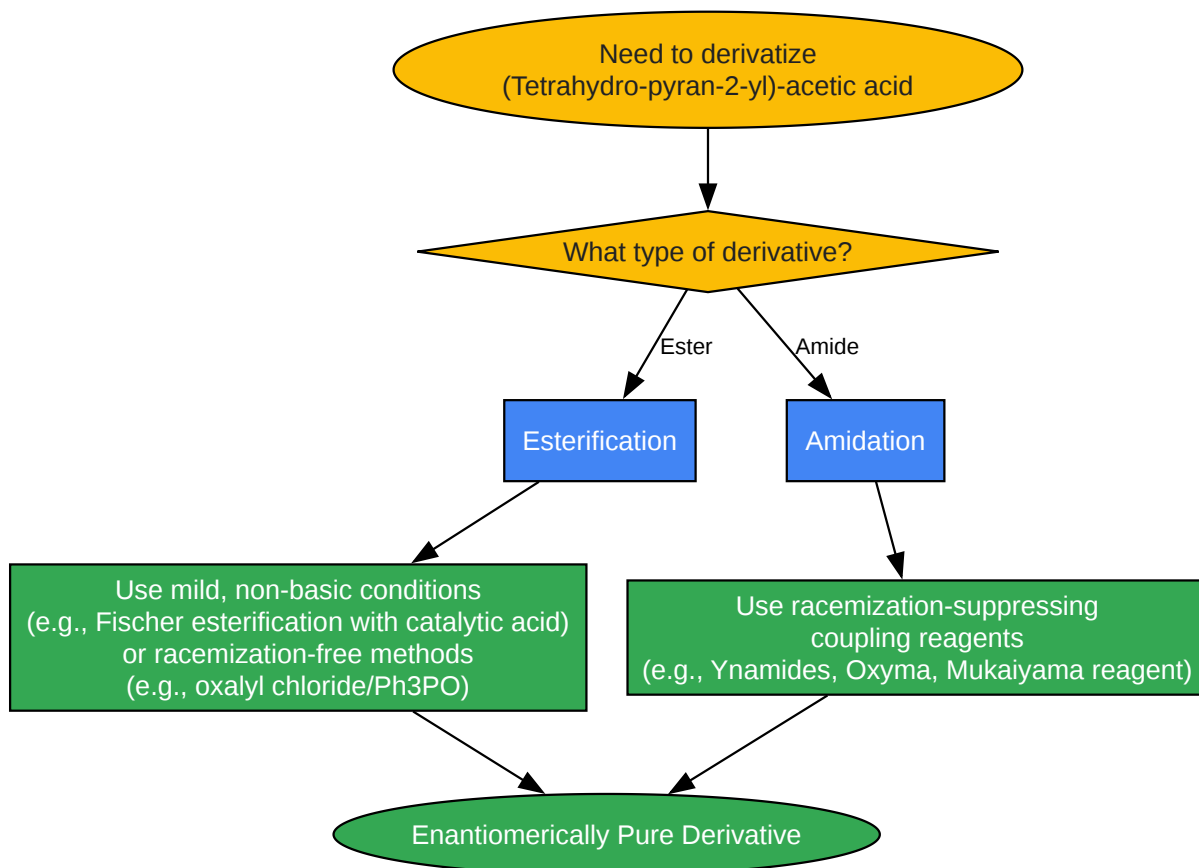 Need to derivatize
(Tetrahydro-pyran-2-yl)-acetic acid
What type of derivative?
Ester
Amide
Esterification
Amidation
Use mild, non-basic conditions
(e.g., Fischer esterification with catalytic acid)
or racemization-free methods
(e.g., oxalyl chloride/Ph3PO)
Use racemization-suppressing
coupling reagents
(e.g., Ynamides, Oxyma, Mukaiyama reagent)
Enantiomerically Pure Derivative